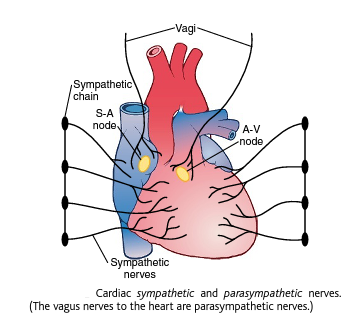 Vagi
Sympathetic
chain
S-A
node
A-V
node
Sympathetic
nerves
Cardiac sympathetic and parasympathetic nerves.
(The vagus nerves to the heart are parasympathetic nerves.)